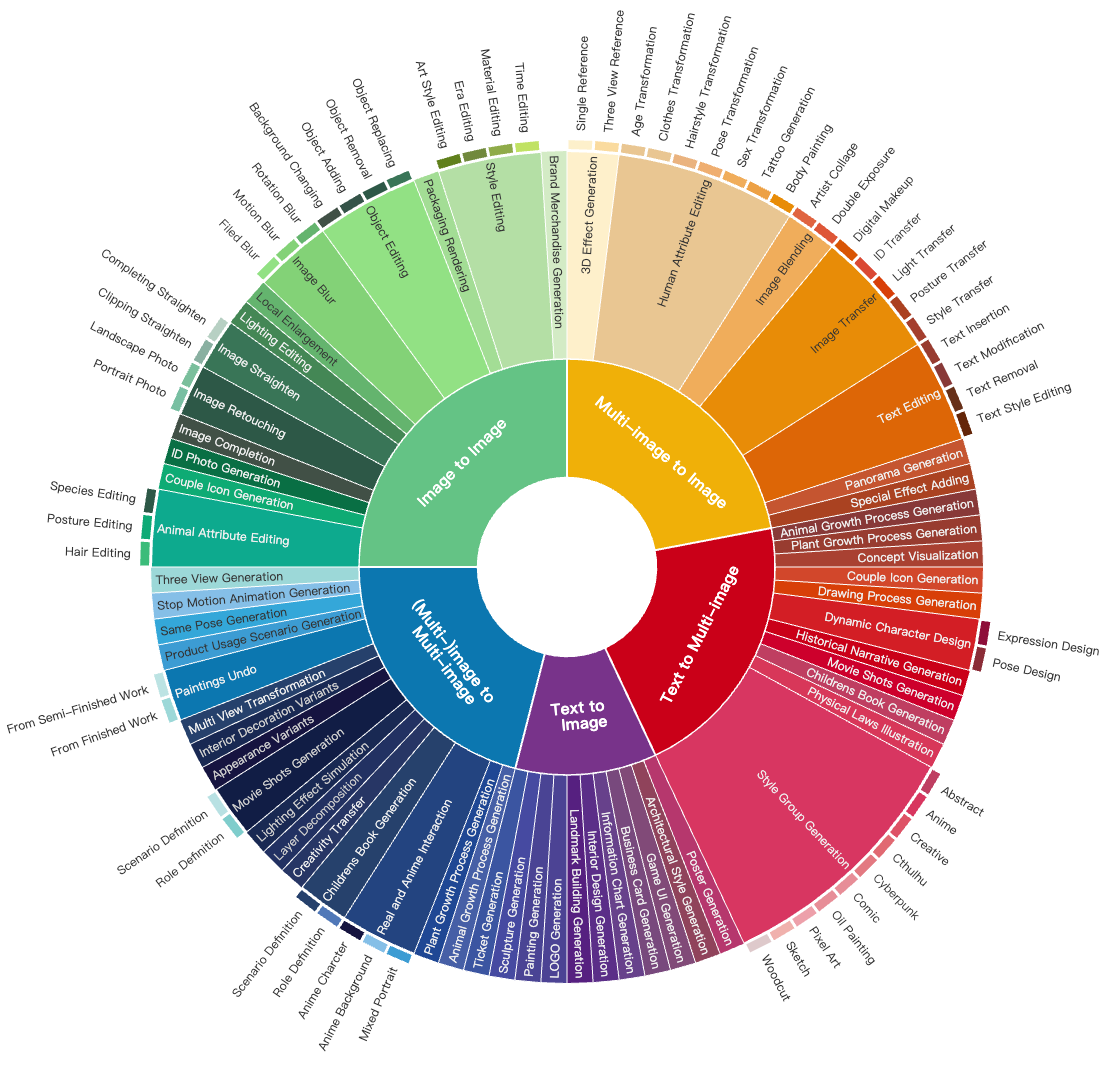 Multi-image to Image
Text to Multi-image
Text to
Image
(Multi-)image to
Multi-image
Image to Image
3D Effect Generation
Human Attribute Editing
Image Blending
Image Transfer
Text Editing
Panorama Generation
Special Effect Adding
Animal Growth Process Generation
Plant Growth Process Generation
Concept Visualization
Couple Icon Generation
Drawing Process Generation
Dynamic Character Design
Historical Narrative Generation
Movie Shots Generation
Childrens Book Generation
Physical Laws Illustration
Style Group Generation
Poster Generation
Architectural Style Generation
Game UI Generation
Business Card Generation
Information Chart Generation
Interior Design Generation
Landmark Building Generation
LOGO Generation
Painting Generation
Sculpture Generation
Ticket Generation
Animal Growth Process Generation
Plant Growth Process Generation
Real and Anime Interaction
Childrens Book Generation
Creativity Transfer
Layer Decomposition
Lighting Effect Simulation
Movie Shots Generation
Appearance Variants
Interior Decoration Variants
Multi View Transformation
Paintings Undo
Product Usage Scenario Generation
Same Pose Generation
Stop Motion Animation Generation
Three View Generation
Animal Attribute Editing
Couple Icon Generation
ID Photo Generation
Image Completion
Image Retouching
Image Straighten
Lighting Editing
Local Enlargement
Image Blur
Object Editing
Packaging Rendering
Style Editing
Brand Merchandise Generation
Single Reference
Three View Reference
Age Transformation
Clothes Transformation
Hairstyle Transformation
Pose Transformation
Sex Transformation
Tattoo Generation
Body Painting
Artist Collage
Double Exposure
Digital Makeup
ID Transfer
Light Transfer
Posture Transfer
Style Transfer
Text Insertion
Text Modification
Text Removal
Text Style Editing
Expression Design
Pose Design
Abstract
Anime
Creative
Cthulhu
Cyberpunk
Comic
Oil Painting
Pixel Art
Sketch
Woodcut
Mixed Portrait
Anime Background
Anime Charcter
Role Definition
Scenario Definition
Role Definition
Scenario Definition
From Finished Work
From Semi-Finished Work
Hair Editing
Posture Editing
Species Editing
Portrait Photo
Landscape Photo
Clipping Straighten
Completing Straighten
Filed Blur
Motion Blur
Rotation Blur
Background Changing
Object Adding
Object Removal
Object Replacing
Art Style Editing
Era Editing
Material Editing
Time Editing